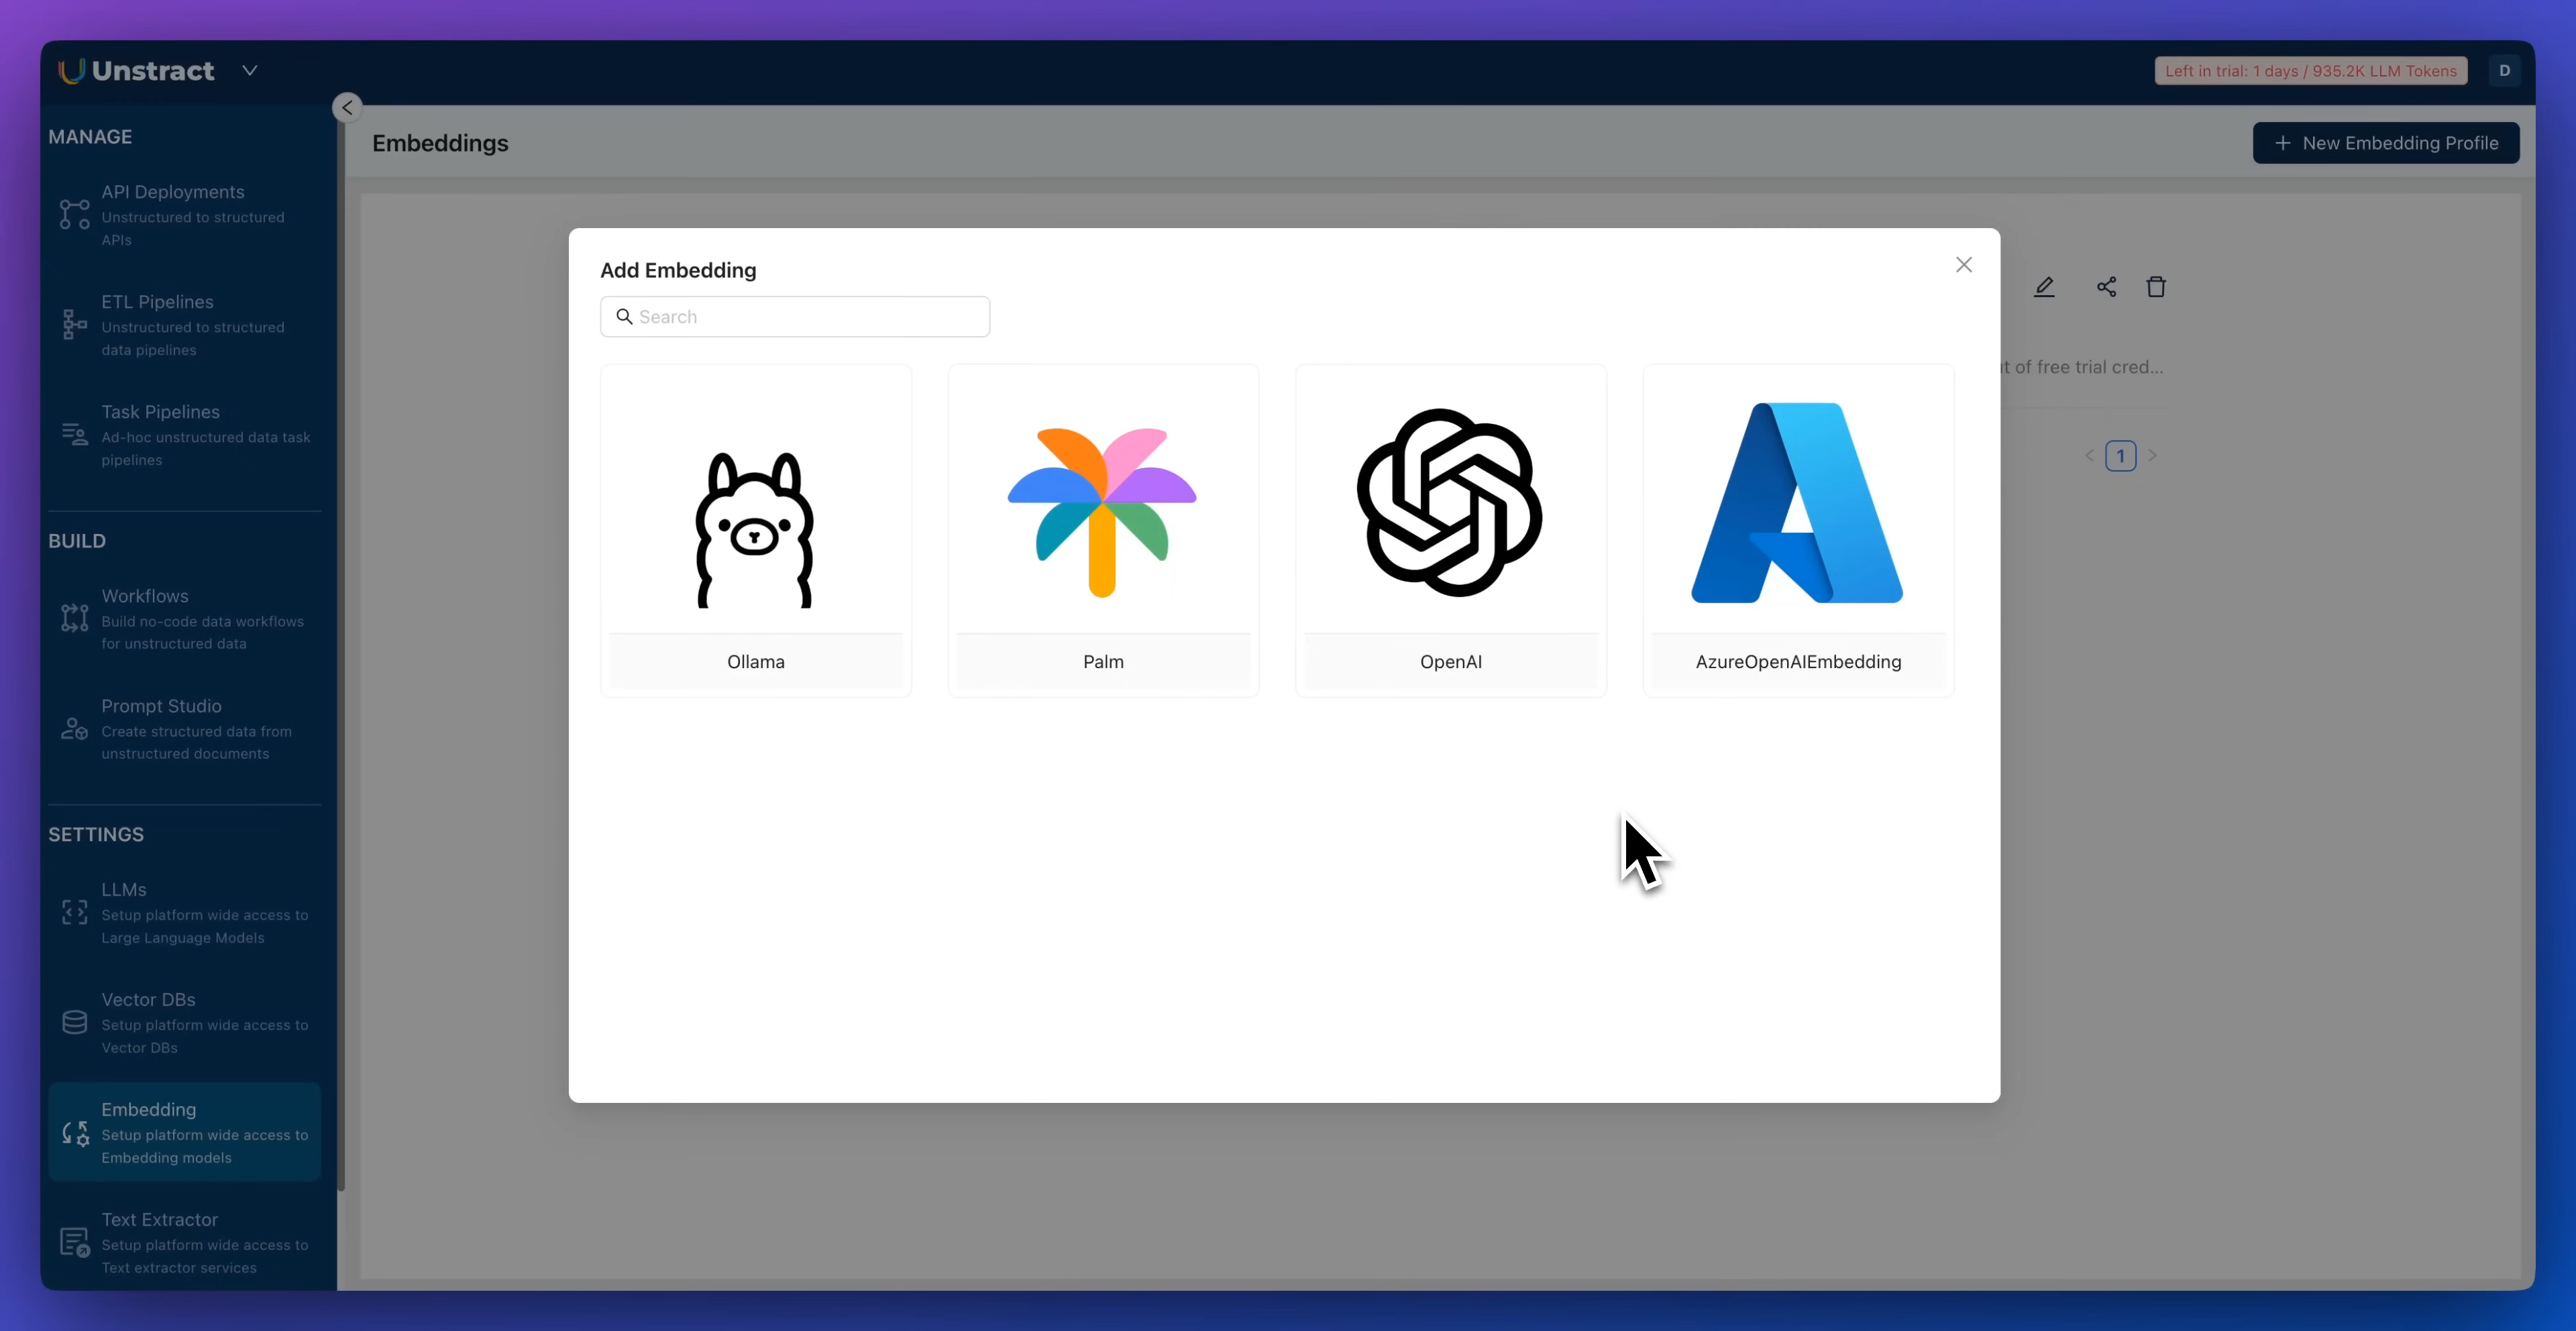 Unstract
Left in trial: 1 days / 935.2K LLM Tokens
D
MANAGE
API Deployments
Unstructured to structured
APIs
ETL Pipelines
Unstructured to structured
data pipelines
Task Pipelines
Ad-hoc unstructured data task
pipelines
BUILD
Workflows
Build no-code data workflows
for unstructured data
Prompt Studio
Create structured data from
unstructured documents
SETTINGS
LLMs
Setup platform wide access to
Large Language Models
Vector DBs
Setup platform wide access to
Vector DBs
Embedding
Setup platform wide access to
Embedding models
Text Extractor
Setup platform wide access to
Text extractor services
Embeddings
New Embedding Profile
Add Embedding
Search
Ollama
Palm
OpenAI
AzureOpenAIEmbedding
of free trial cred...
1